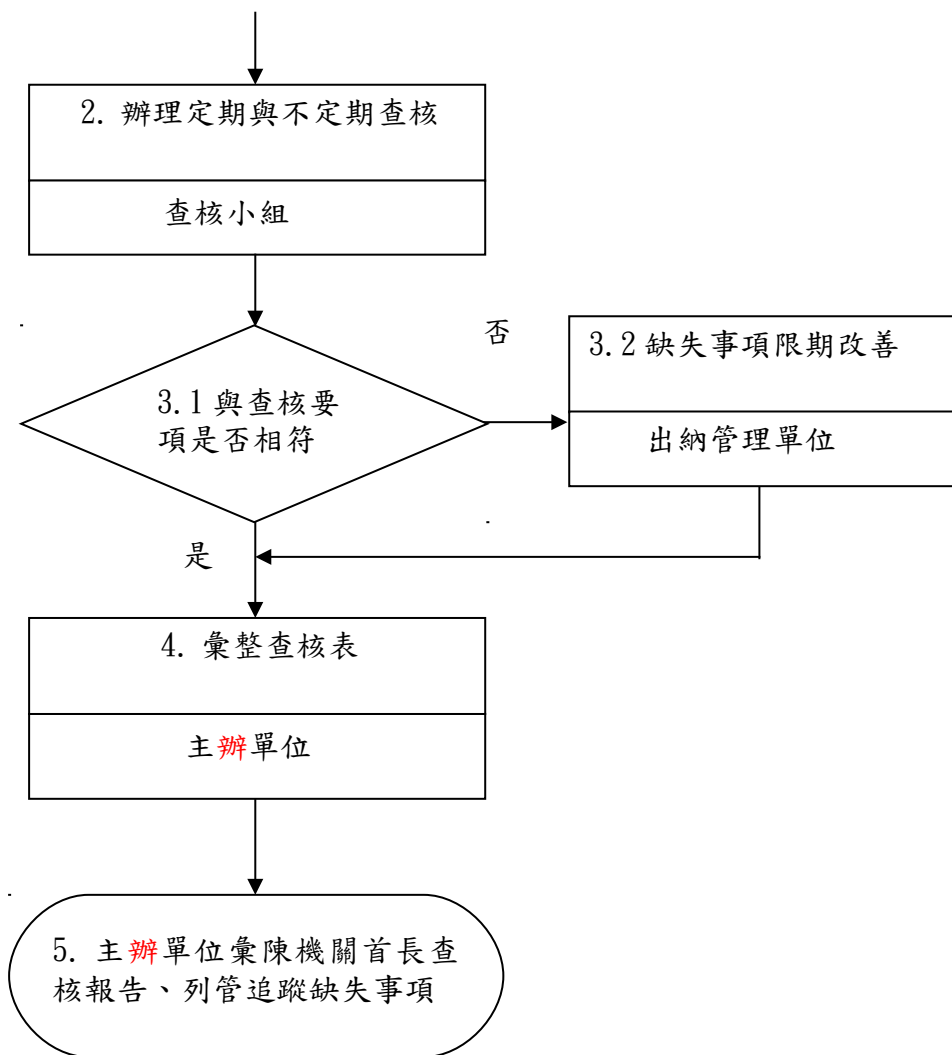 2. 辦理定期與不定期查核
查核小組
否
3.1 與查核要
項是否相符
3.2 缺失事項限期改善
出納管理單位
是
4. 彙整查核表
主辦單位
5. 主辦單位彙陳機關首長查
核報告、列管追蹤缺失事項